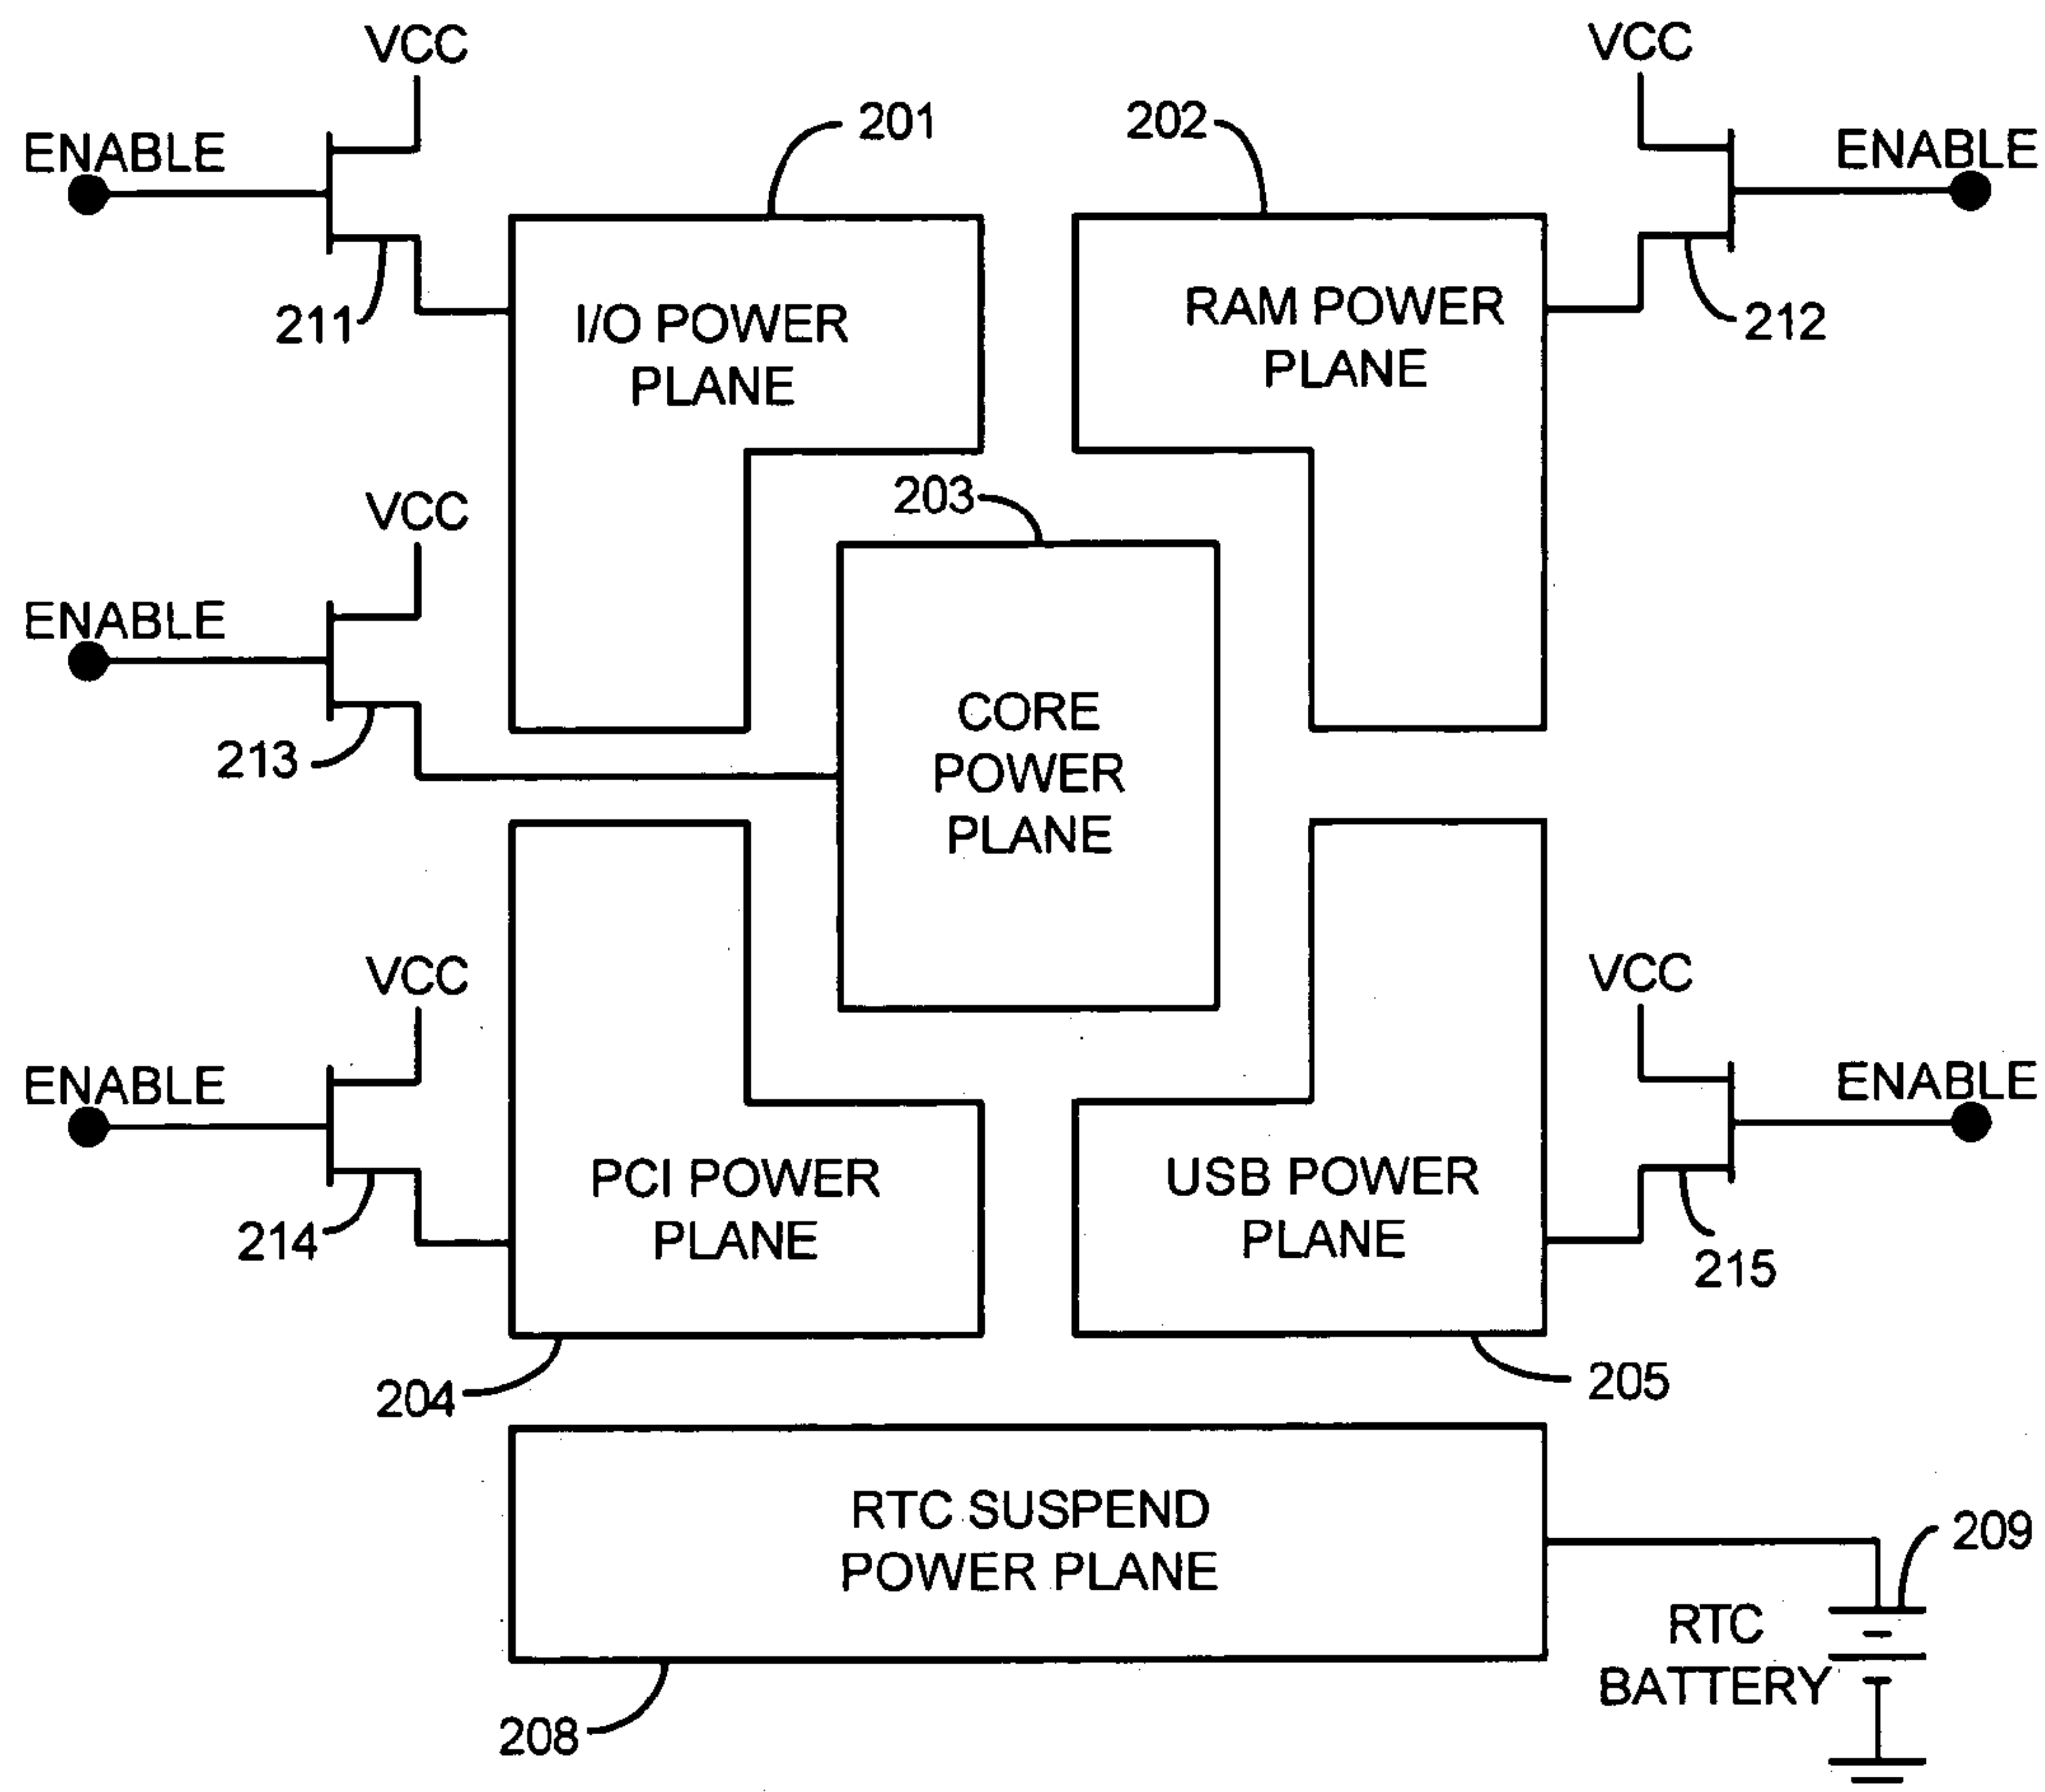 VCC
VCC
201
202
ENABLE
ENABLE
211
I/O POWER
PLANE
RAM POWER
PLANE
212
VCC
203
ENABLE
213
CORE
POWER
PLANE
VCC
VCC
ENABLE
ENABLE
214
PCI POWER
PLANE
USB POWER
PLANE
215
204
205
RTC SUSPEND
POWER PLANE
209
RTC
BATTERY
208